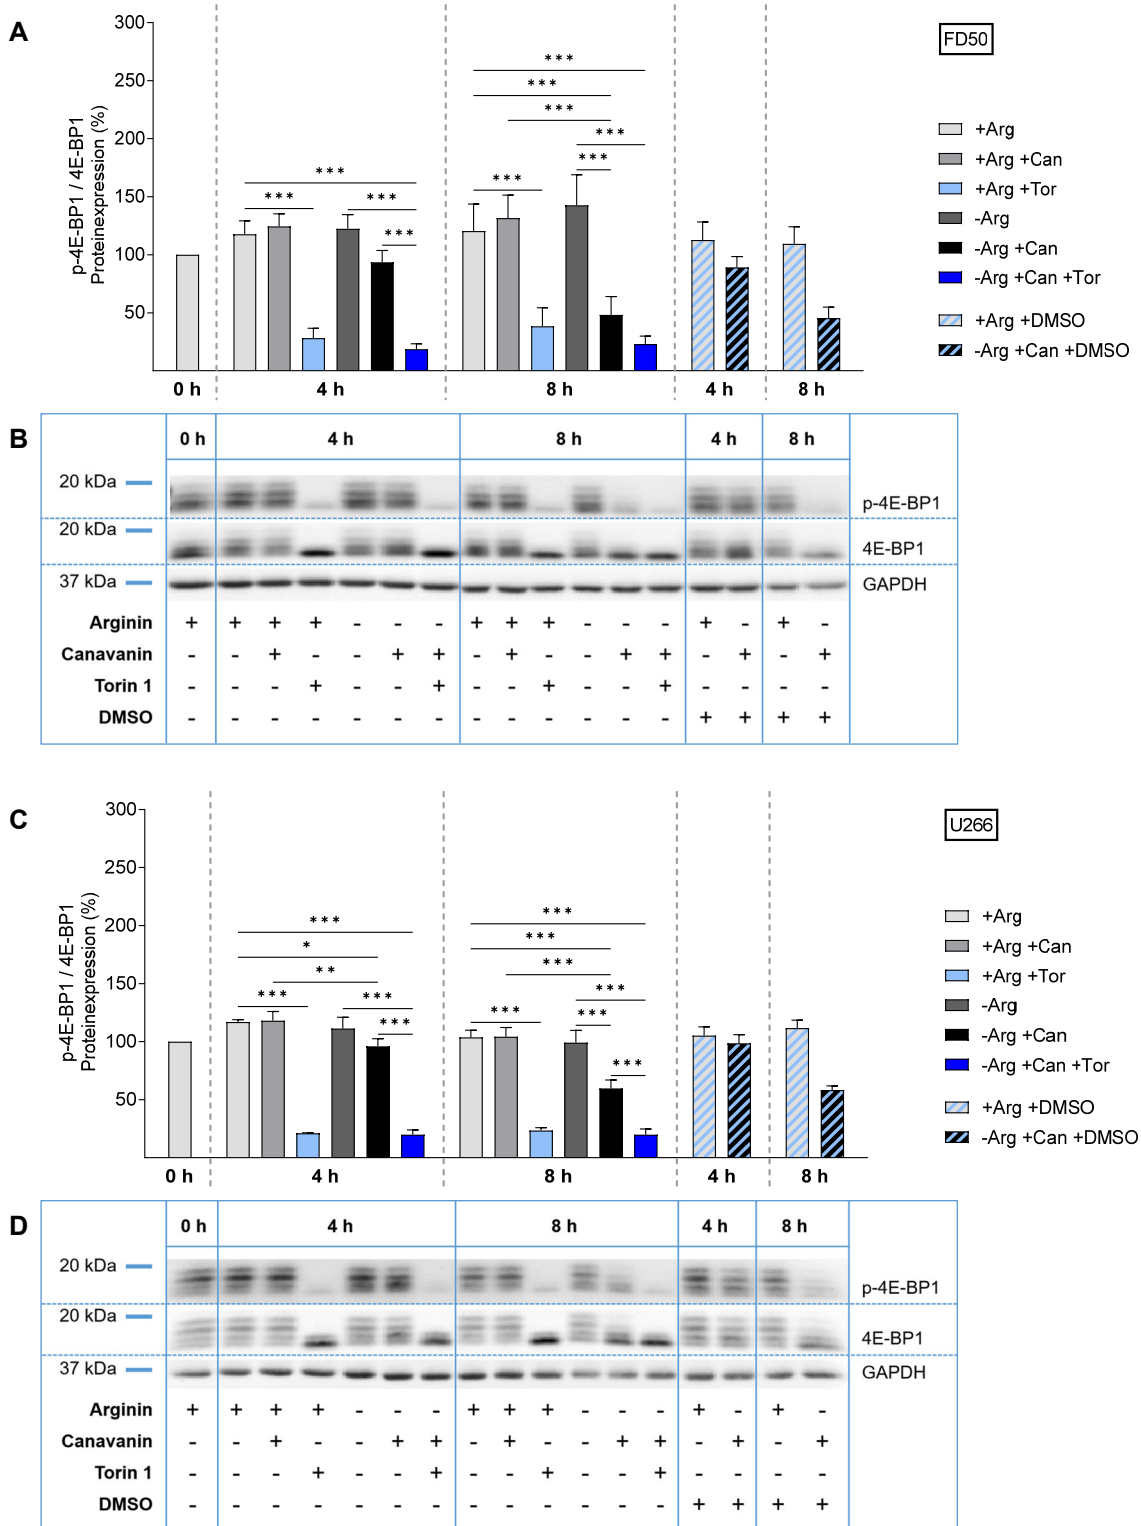 A
FD50
p-4E-BP1 / 4E-BP1
Proteinexpression (%)
300
250
200
150
100
50
*** *** *** ***
*** *** *** *** *** ***
0 h 4 h 8 h 4 h 8 h
+Arg
+Arg +Can
+Arg +Tor
-Arg
-Arg +Can
-Arg +Can +Tor
+Arg +DMSO
-Arg +Can +DMSO
B
0 h 4 h 8 h 4 h 8 h
20 kDa p-4E-BP1
20 kDa 4E-BP1
37 kDa GAPDH
Arginin + + + + - - - + + + - - - + - + -
Canavanin - - + - - + + - + - - + + - + - +
Torin 1 - - - + - - + - - + - - + - - - -
DMSO - - - - - - - - - - - - - + + + +
C
U266
p-4E-BP1 / 4E-BP1
Proteinexpression (%)
300
250
200
150
100
50
*** * ** *** *** ***
*** *** *** *** *** *** ***
0 h 4 h 8 h 4 h 8 h
+Arg
+Arg +Can
+Arg +Tor
-Arg
-Arg +Can
-Arg +Can +Tor
+Arg +DMSO
-Arg +Can +DMSO
D
0 h 4 h 8 h 4 h 8 h
20 kDa p-4E-BP1
20 kDa 4E-BP1
37 kDa GAPDH
Arginin + + + + - - - + + + - - - + - + -
Canavanin - - + - - + + - + - - + + - + - +
Torin 1 - - - + - - + - - + - - + - - - -
DMSO - - - - - - - - - - - - - + + + +